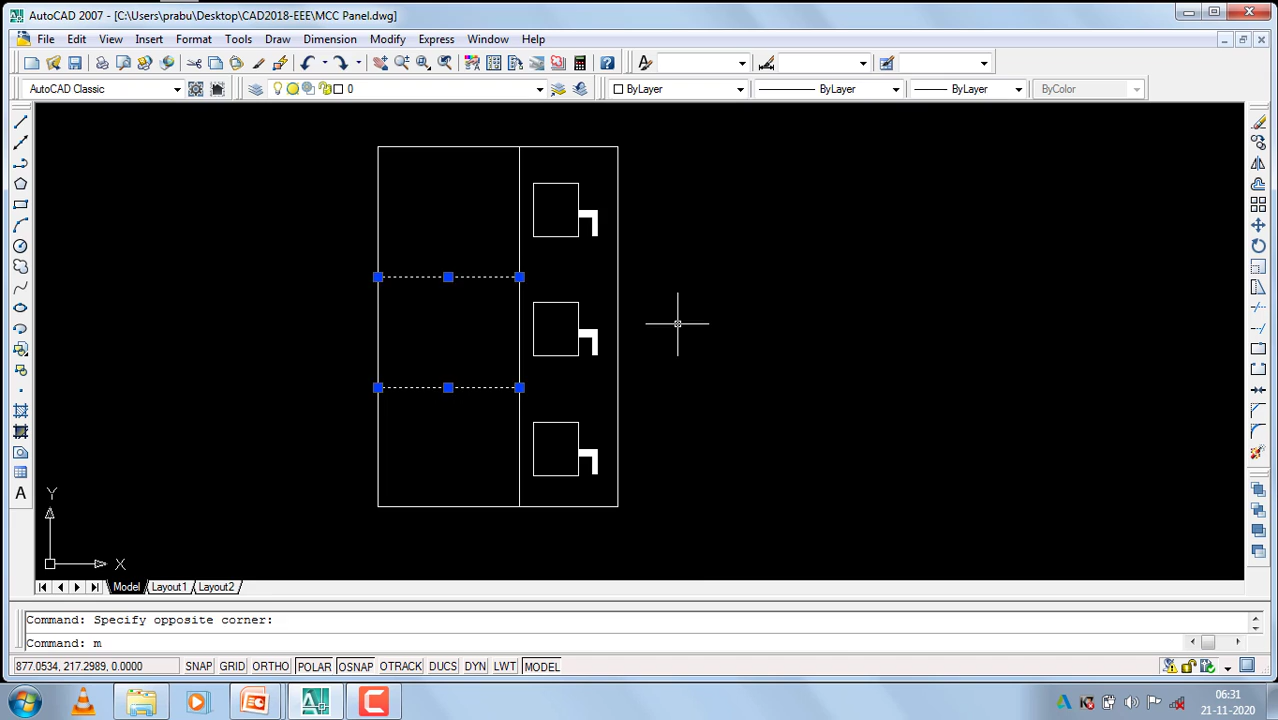 AutoCAD 2007 - [C:\Users\prabu\Desktop\CAD2018-EEE\MCC Panel.dwg]
File Edit View Insert Format Tools Draw Dimension Modify Express Window Help
AutoCAD Classic 0 ByLayer ByLayer ByLayer ByColor
A
Y
X
Model Layout1 Layout2
Command: Specify opposite corner:
Command: m
877.0534, 217.2989, 0.0000 SNAP GRID ORTHO POLAR OSNAP OTRACK DUCS DYN LWT MODEL
06:31
21-11-2020